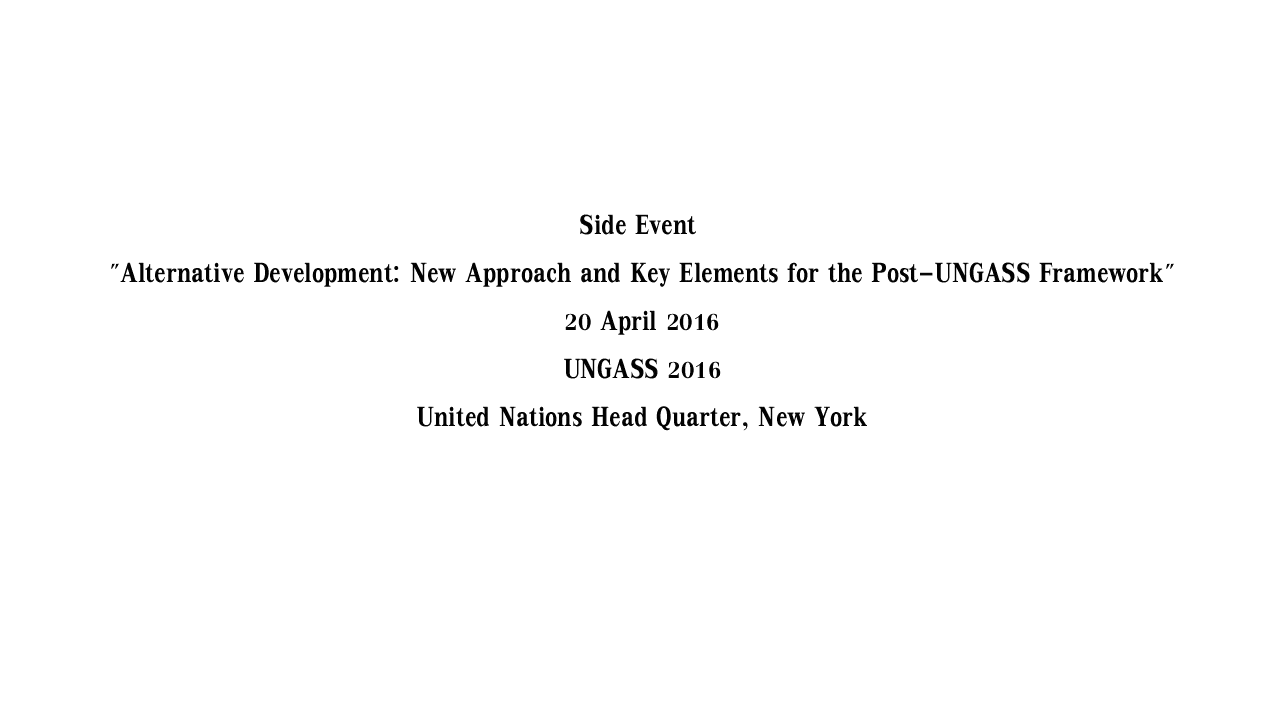 Side Event
"Alternative Development: New Approach and Key Elements for the Post-UNGASS Framework"
20 April 2016
UNGASS 2016
United Nations Head Quarter, New York